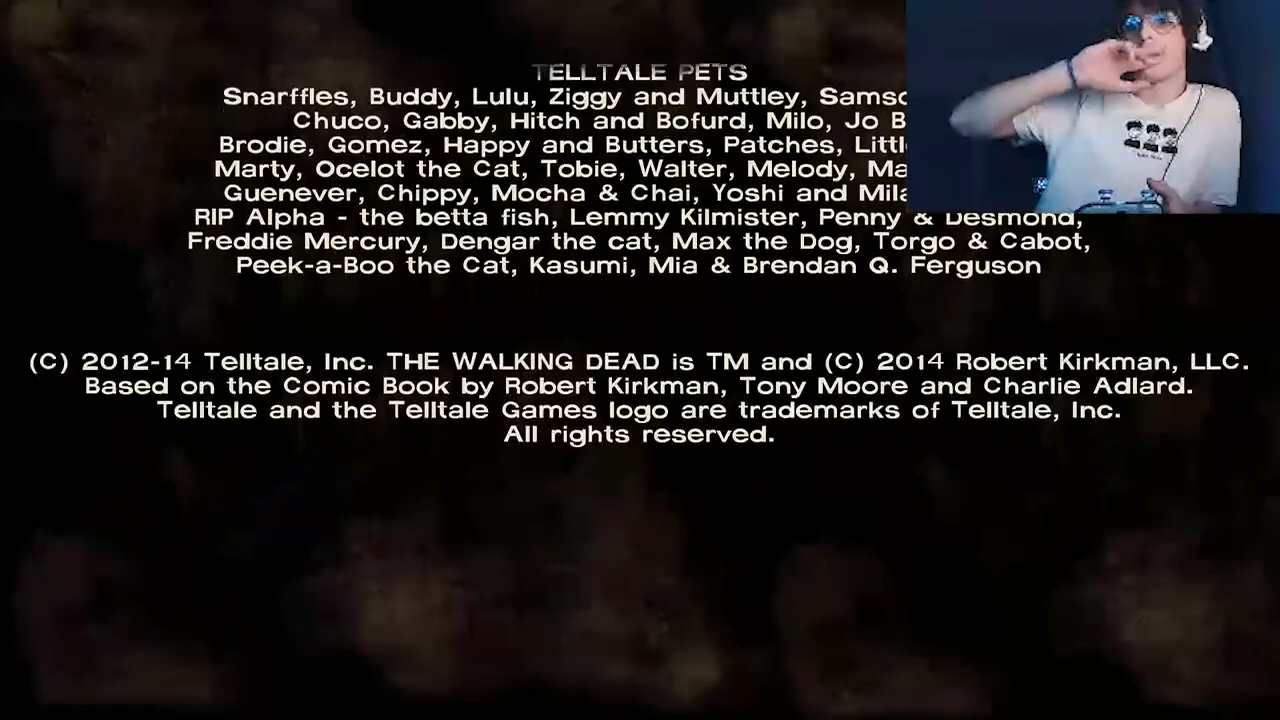 TELLTALE PETS
Snarffles, Buddy, Lulu, Ziggy and Muttley,
Chuco, Gabby, Hitch and Bofurd, Milo, Jo
Brodie, Gomez, Happy and Butters, Patches,
Marty, Ocelot the Cat, Tobie, Walter, Melody,
Guenever, Chippy, Mocha & Chai, Yoshi and
RIP Alpha - the betta fish, Lemmy Kilmister, Penny & Desmond,
Freddie Mercury, Dengar the cat, Max the Dog, Torgo & Cabot,
Peek-a-Boo the Cat, Kasumi, Mia & Brendan Q. Ferguson
(C) 2012-14 Telltale, Inc. THE WALKING DEAD is TM and (C) 2014 Robert Kirkman, LLC.
Based on the Comic Book by Robert Kirkman, Tony Moore and Charlie Adlard.
Telltale and the Telltale Games logo are trademarks of Telltale, Inc.
All rights reserved.